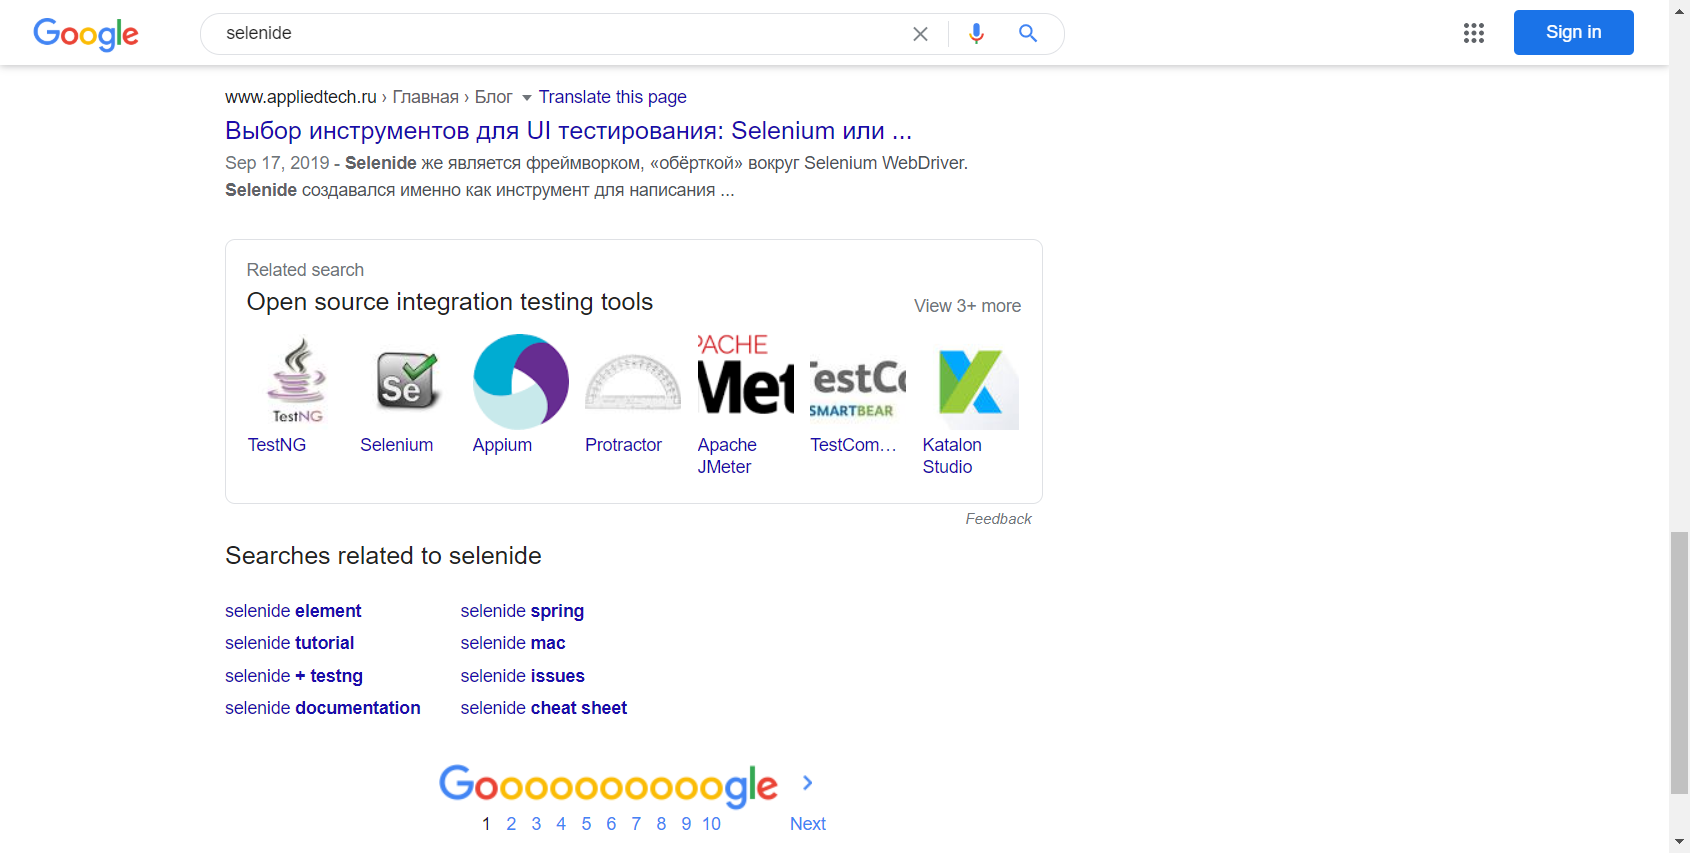 Google
selenide
Sign in
www.appliedtech.ru › Главная › Блог Translate this page
Выбор инструментов для UI тестирования: Selenium или ...
Sep 17, 2019 - Selenide же является фреймворком, «обёрткой» вокруг Selenium WebDriver.
Selenide создавался именно как инструмент для написания ...
Related search
Open source integration testing tools
View 3+ more
TestNG
Se
PACHE
Met
TestCo
SMARTBEAR
TestNG Selenium Appium Protractor Apache JMeter TestCom... Katalon Studio
Feedback
Searches related to selenide
selenide element
selenide spring
selenide tutorial
selenide mac
selenide + testng
selenide issues
selenide documentation
selenide cheat sheet
Goooooooooogle
1 2 3 4 5 6 7 8 9 10 Next